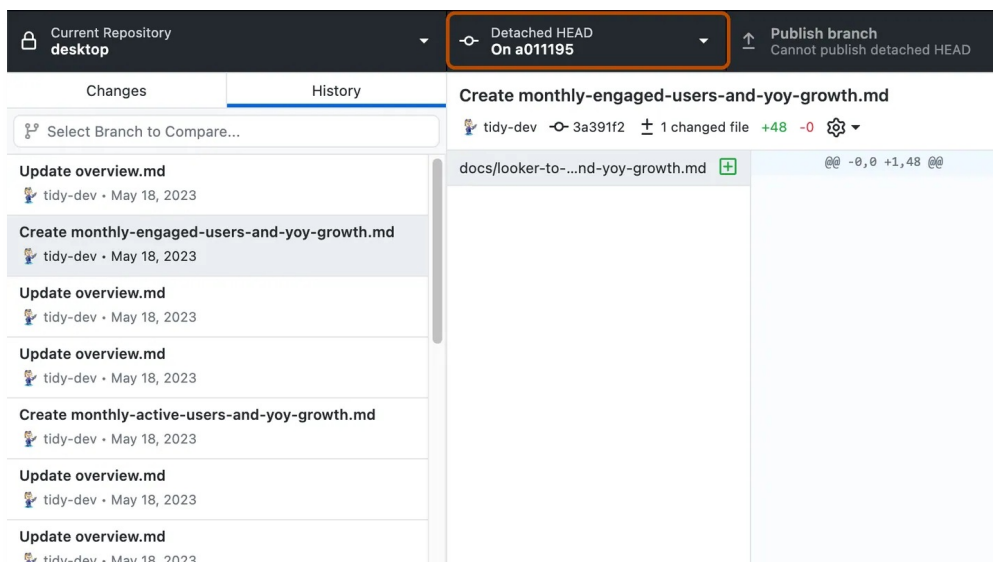 Current Repository
desktop
Detached HEAD
On a011195
Publish branch
Cannot publish detached HEAD
Changes
History
Select Branch to Compare...
Update overview.md
tidy-dev • May 18, 2023
Create monthly-engaged-users-and-yoy-growth.md
tidy-dev • May 18, 2023
Update overview.md
tidy-dev • May 18, 2023
Update overview.md
tidy-dev • May 18, 2023
Create monthly-active-users-and-yoy-growth.md
tidy-dev • May 18, 2023
Update overview.md
tidy-dev • May 18, 2023
Update overview.md
tidy-dev • May 18, 2023
Create monthly-engaged-users-and-yoy-growth.md
tidy-dev 3a391f2 1 changed file +48 -0
docs/looker-to-...nd-yoy-growth.md
@@ -0,0 +1,48 @@